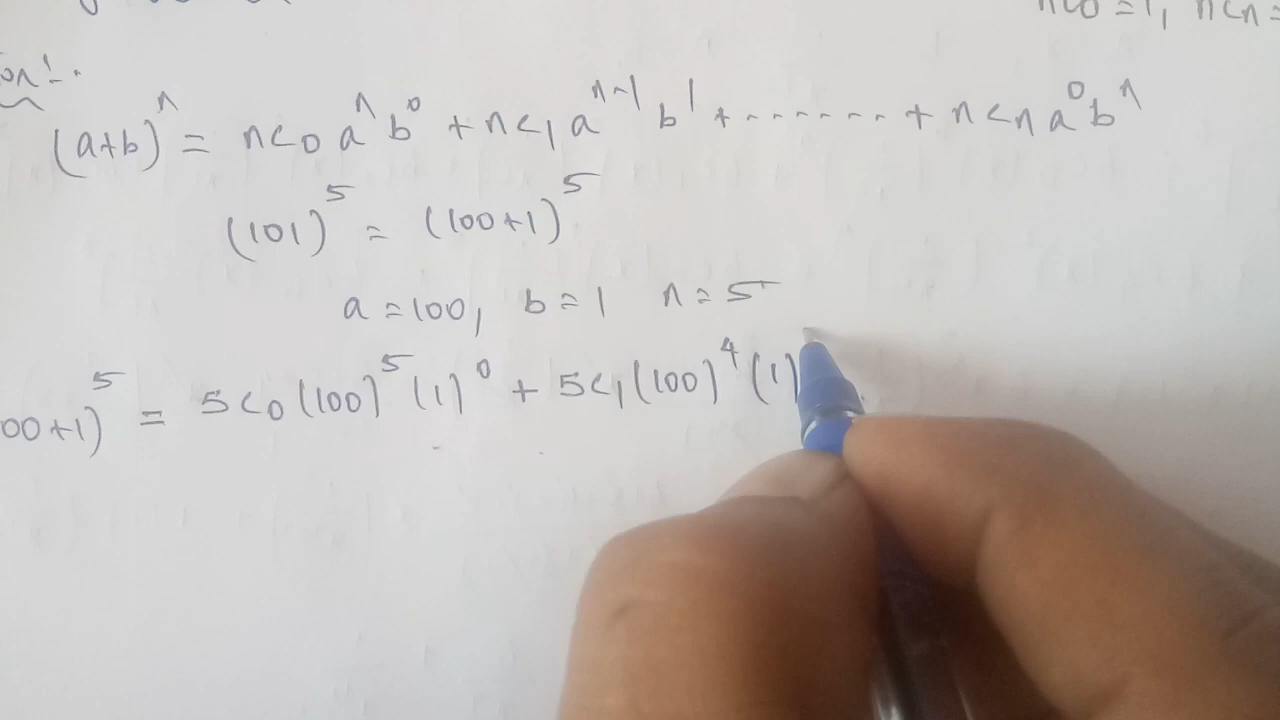 nc0 = 1, ncn =
on:-
(a+b)^n = nc0 a^n b^0 + nc1 a^n-1 b^1 + ....... + ncn a^0 b^n
(101)^5 = (100+1)^5
a = 100, b = 1 n = 5
00+1)^5 = 5c0 (100)^5 (1)^0 + 5c1 (100)^4 (1)